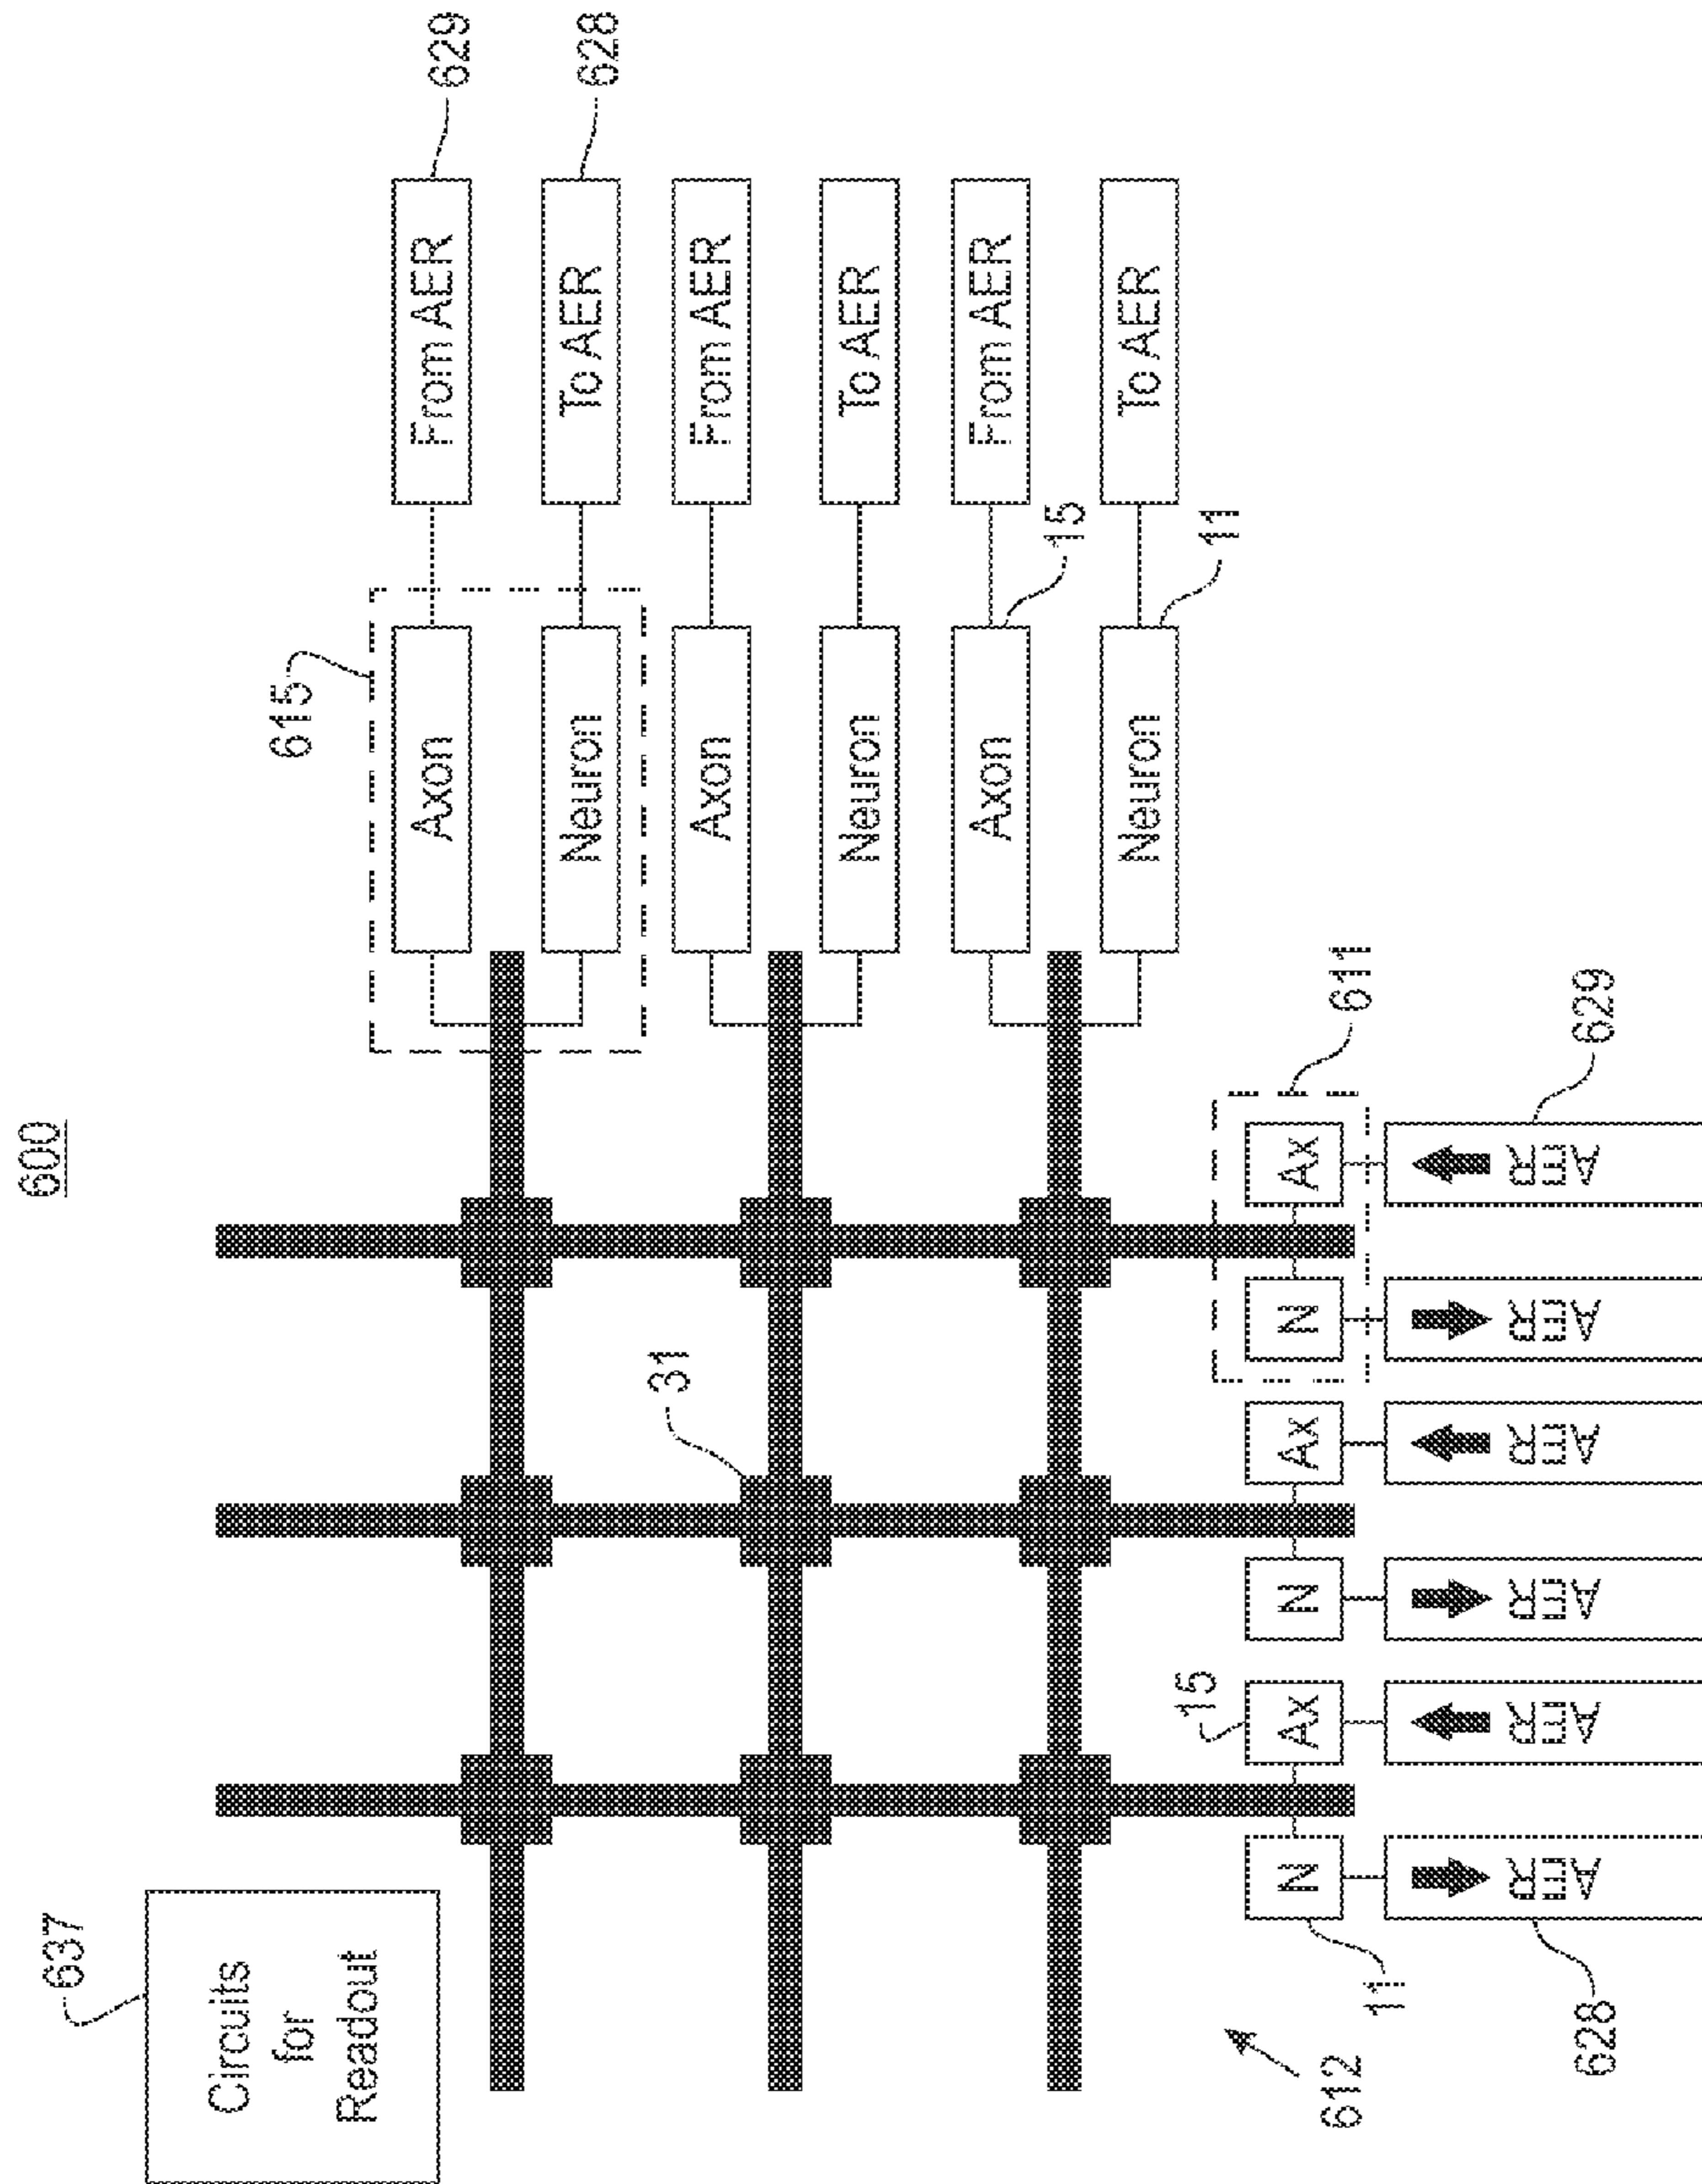 600
637
Circuits
for
Readout
615
Axon
From AER
629
Neuron
To AER
628
31
Axon
From AER
Neuron
To AER
Axon
From AER
15
Neuron
To AER
11
15
N
Ax
N
Ax
N
Ax
612
611
11
AER
AER
AER
AER
AER
AER
628
629